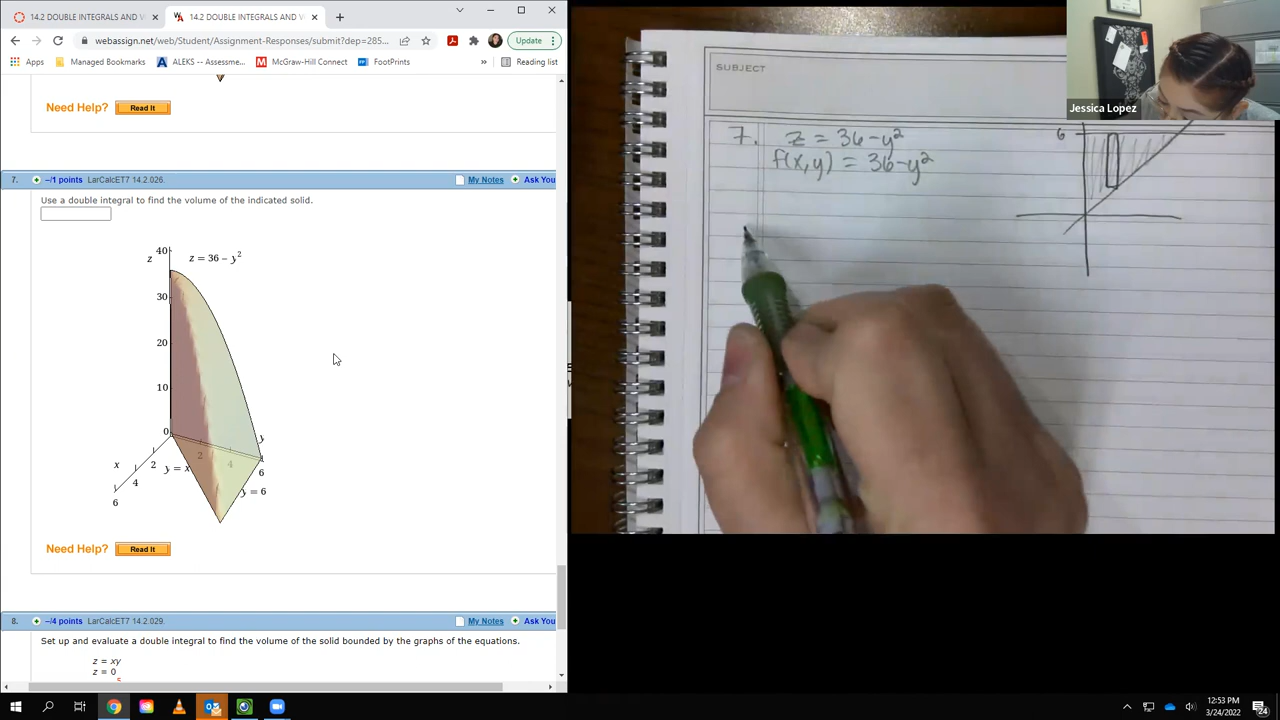 14.2 DOUBLE INTEGRALS AND V
14.2 DOUBLE INTEGRALS AND V
webassign.net/web/Student/Assignment-Responses/submit?dep=285...
Update
Apps
Managed Bookmarks
ALEKS -- Assessme...
McGraw-Hill Connect
FootPrints
»
Reading list
Need Help? Read It
7. –/1 points LarCalcET7 14.2.026. My Notes Ask You
Use a double integral to find the volume of the indicated solid.
z
40
z = 36 – y²
30
20
10
0
x
6
4
2
y = x
2
4
y
6
y = 6
Need Help? Read It
8. –/4 points LarCalcET7 14.2.029. My Notes Ask You
Set up and evaluate a double integral to find the volume of the solid bounded by the graphs of the equations.
z = xy
z = 0
SUBJECT
7. z = 36-y²
f(x,y) = 36-y²
6
Jessica Lopez
12:53 PM
3/24/2022
24